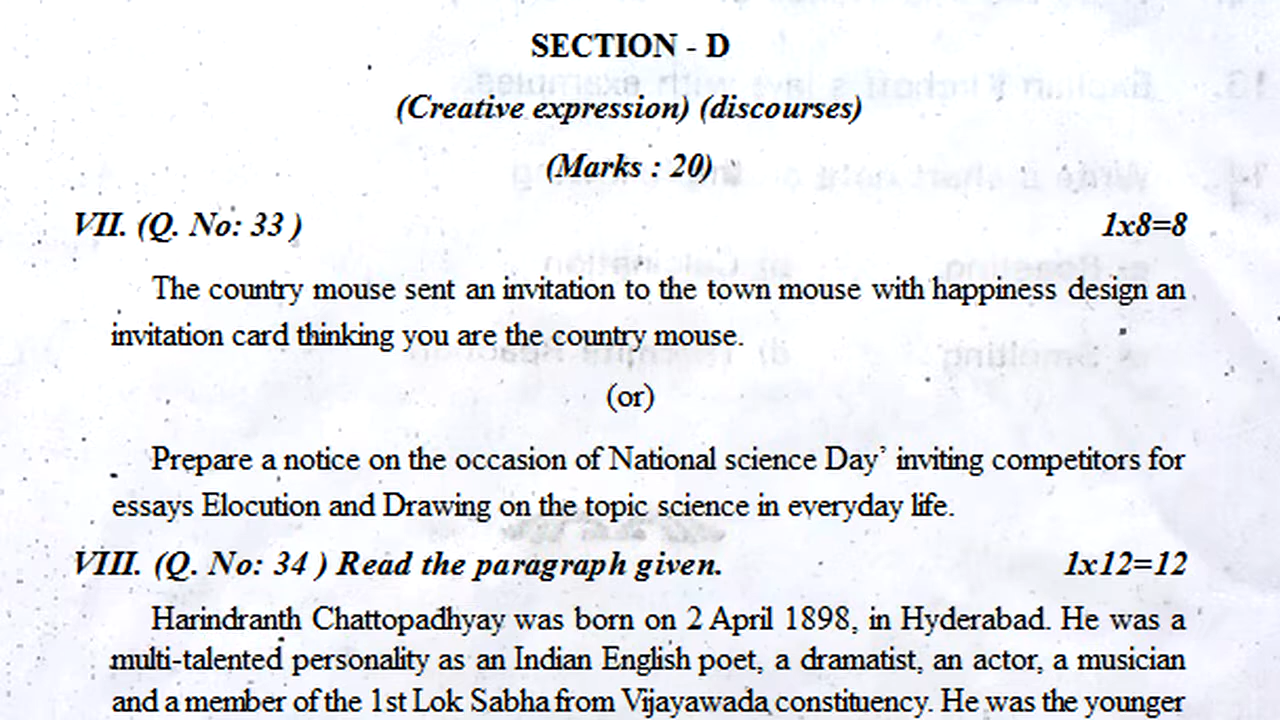 SECTION - D
(Creative expression) (discourses)
(Marks : 20)
VII. (Q. No: 33 ) 1x8=8
The country mouse sent an invitation to the town mouse with happiness design an
invitation card thinking you are the country mouse.
(or)
Prepare a notice on the occasion of National science Day’ inviting competitors for
essays Elocution and Drawing on the topic science in everyday life.
VIII. (Q. No: 34 ) Read the paragraph given. 1x12=12
Harindranth Chattopadhyay was born on 2 April 1898, in Hyderabad. He was a
multi-talented personality as an Indian English poet, a dramatist, an actor, a musician
and a member of the 1st Lok Sabha from Vijayawada constituency. He was the younger